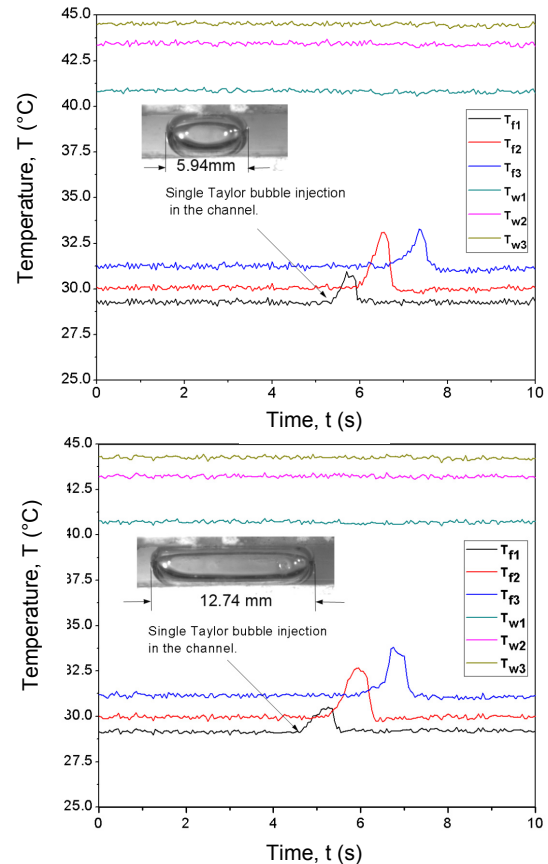 45.0
42.5
40.0
37.5
35.0
32.5
30.0
27.5
25.0
Temperature, T (°C)
5.94mm
Single Taylor bubble injection
in the channel.
Tf1
Tf2
Tf3
Tw1
Tw2
Tw3
0 2 4 6 8 10
Time, t (s)
45.0
42.5
40.0
37.5
35.0
32.5
30.0
27.5
25.0
Temperature, T (°C)
12.74 mm
Single Taylor bubble injection
in the channel.
Tf1
Tf2
Tf3
Tw1
Tw2
Tw3
0 2 4 6 8 10
Time, t (s)